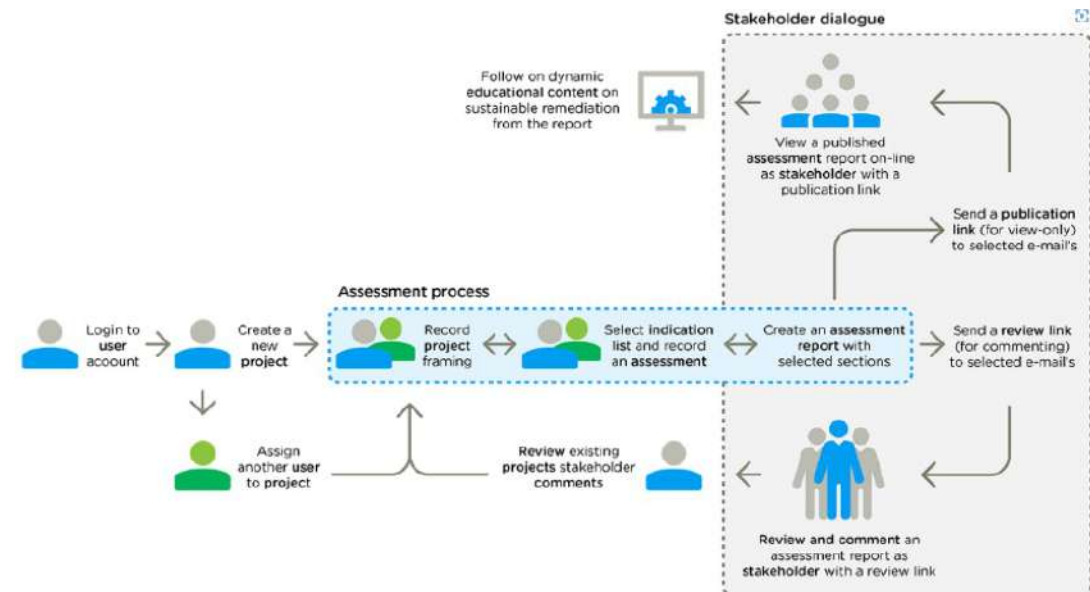 Stakeholder dialogue
Follow on dynamic
educational content on
sustainable remediation
from the report
View a published
assessment report on-line
as stakeholder with a
publication link
Send a publication
link (for view-only)
to selected e-mail's
Assessment process
Login to
user
account
Create a
new
project
Record
project
framing
Select indication
list and record
an assessment
Create an assessment
report with
selected sections
Send a review link
(for commenting)
to selected e-mail's
Assign
another user
to project
Review existing
projects stakeholder
comments
Review and comment an
assessment report as
stakeholder with a review link